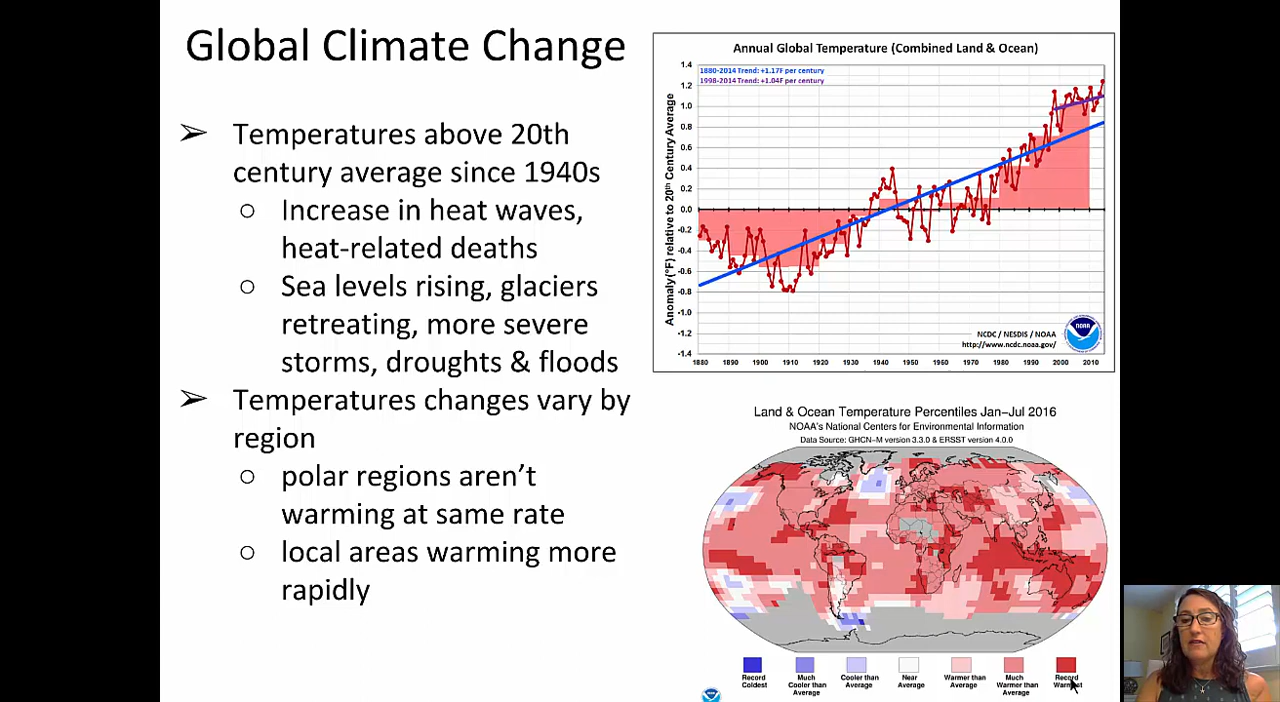 Global Climate Change
➢ Temperatures above 20th
century average since 1940s
○ Increase in heat waves,
heat-related deaths
○ Sea levels rising, glaciers
retreating, more severe
storms, droughts & floods
➢ Temperatures changes vary by
region
○ polar regions aren't
warming at same rate
○ local areas warming more
rapidly
Annual Global Temperature (Combined Land & Ocean)
1880-2014 Trend: +1.17F per century
1998-2014 Trend: +1.04F per century
Anomaly (°F) relative to 20th Century Average
1.4
1.2
1.0
0.8
0.6
0.4
0.2
0.0
-0.2
-0.4
-0.6
-0.8
-1.0
-1.2
-1.4
NCDC / NESDIS / NOAA
http://www.ncdc.noaa.gov/
NOAA
1880 1890 1900 1910 1920 1930 1940 1950 1960 1970 1980 1990 2000 2010
Land & Ocean Temperature Percentiles Jan–Jul 2016
NOAA's National Centers for Environmental Information
Data Source: GHCN–M version 3.3.0 & ERSST version 4.0.0
Record
Coldest
Much
Cooler than
Average
Cooler than
Average
Near
Average
Warmer than
Average
Much
Warmer than
Average
Record
Warmest